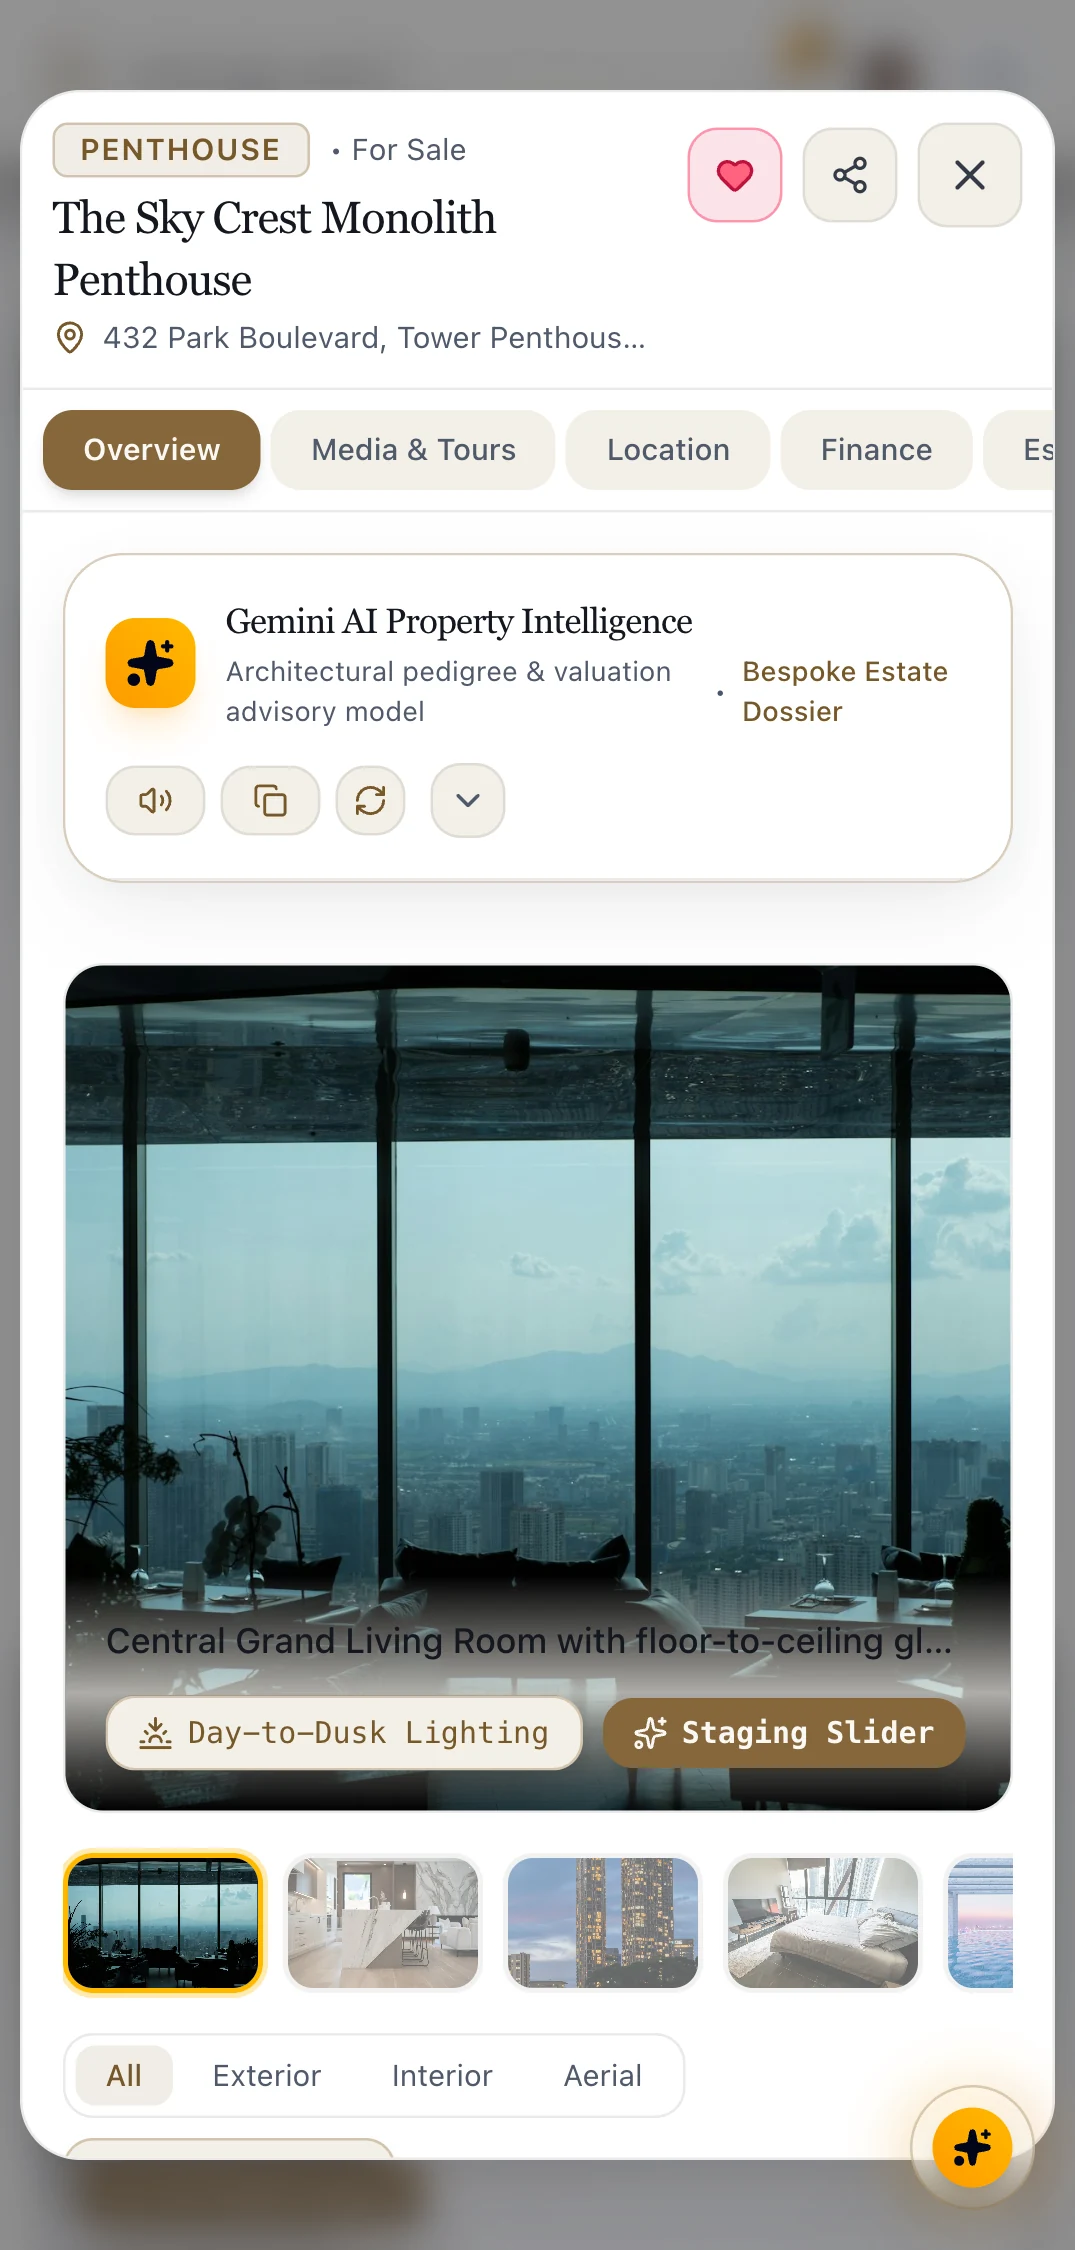 PENTHOUSE • For Sale
The Sky Crest Monolith
Penthouse
432 Park Boulevard, Tower Penthous...
Overview Media & Tours Location Finance Es
Gemini AI Property Intelligence
Architectural pedigree & valuation
advisory model
• Bespoke Estate
Dossier
Central Grand Living Room with floor-to-ceiling gl...
Day-to-Dusk Lighting Staging Slider
All Exterior Interior Aerial